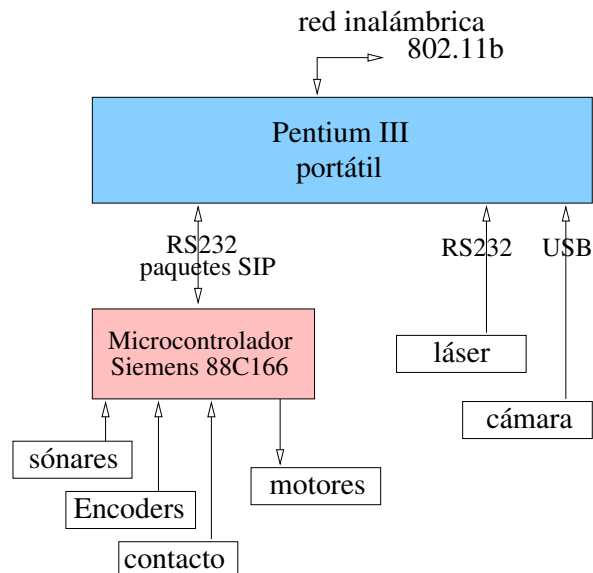 red inalámbrica
802.11b
Pentium III
portátil
RS232
paquetes SIP
RS232
USB
Microcontrolador
Siemens 88C166
láser
cámara
sónares
Encoders
contacto
motores